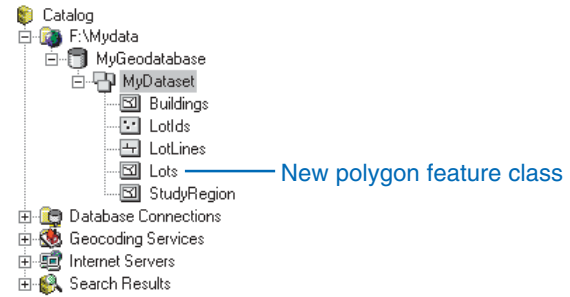 Catalog
F:\Mydata
MyGeodatabase
MyDataset
Buildings
LotIds
LotLines
Lots New polygon feature class
StudyRegion
Database Connections
Geocoding Services
Internet Servers
Search Results